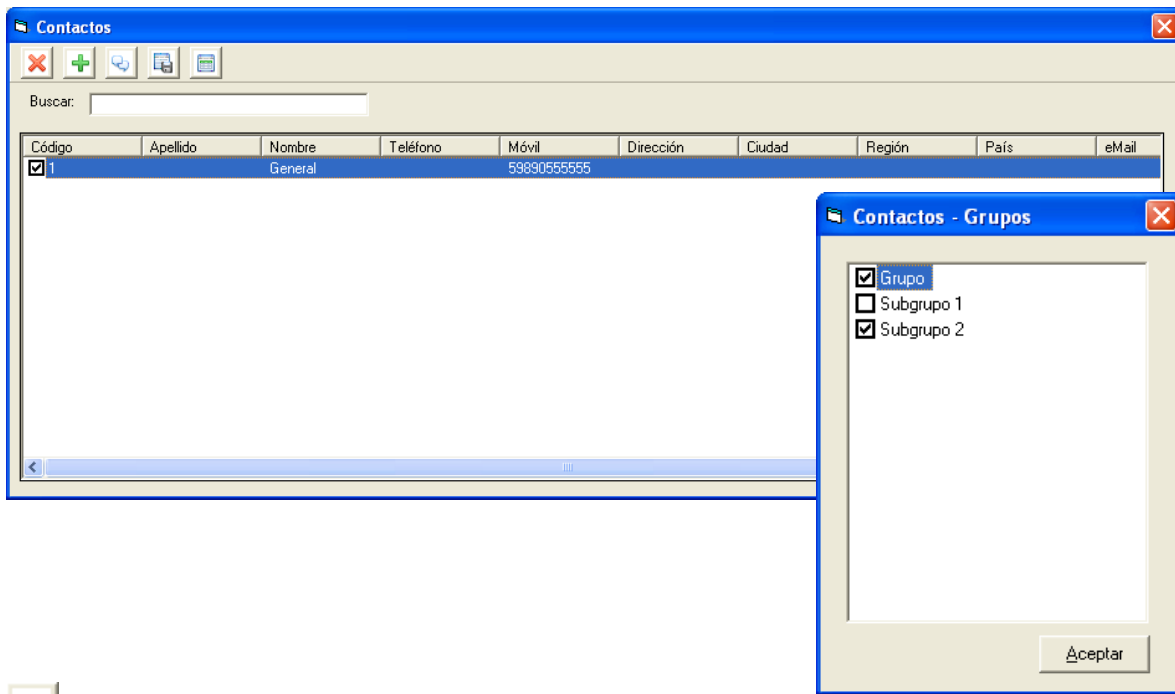 Contactos
Buscar:
Código Apellido Nombre Teléfono Móvil Dirección Ciudad Región País eMail
1 General 59890555555
Contactos - Grupos
Grupo
Subgrupo 1
Subgrupo 2
Aceptar